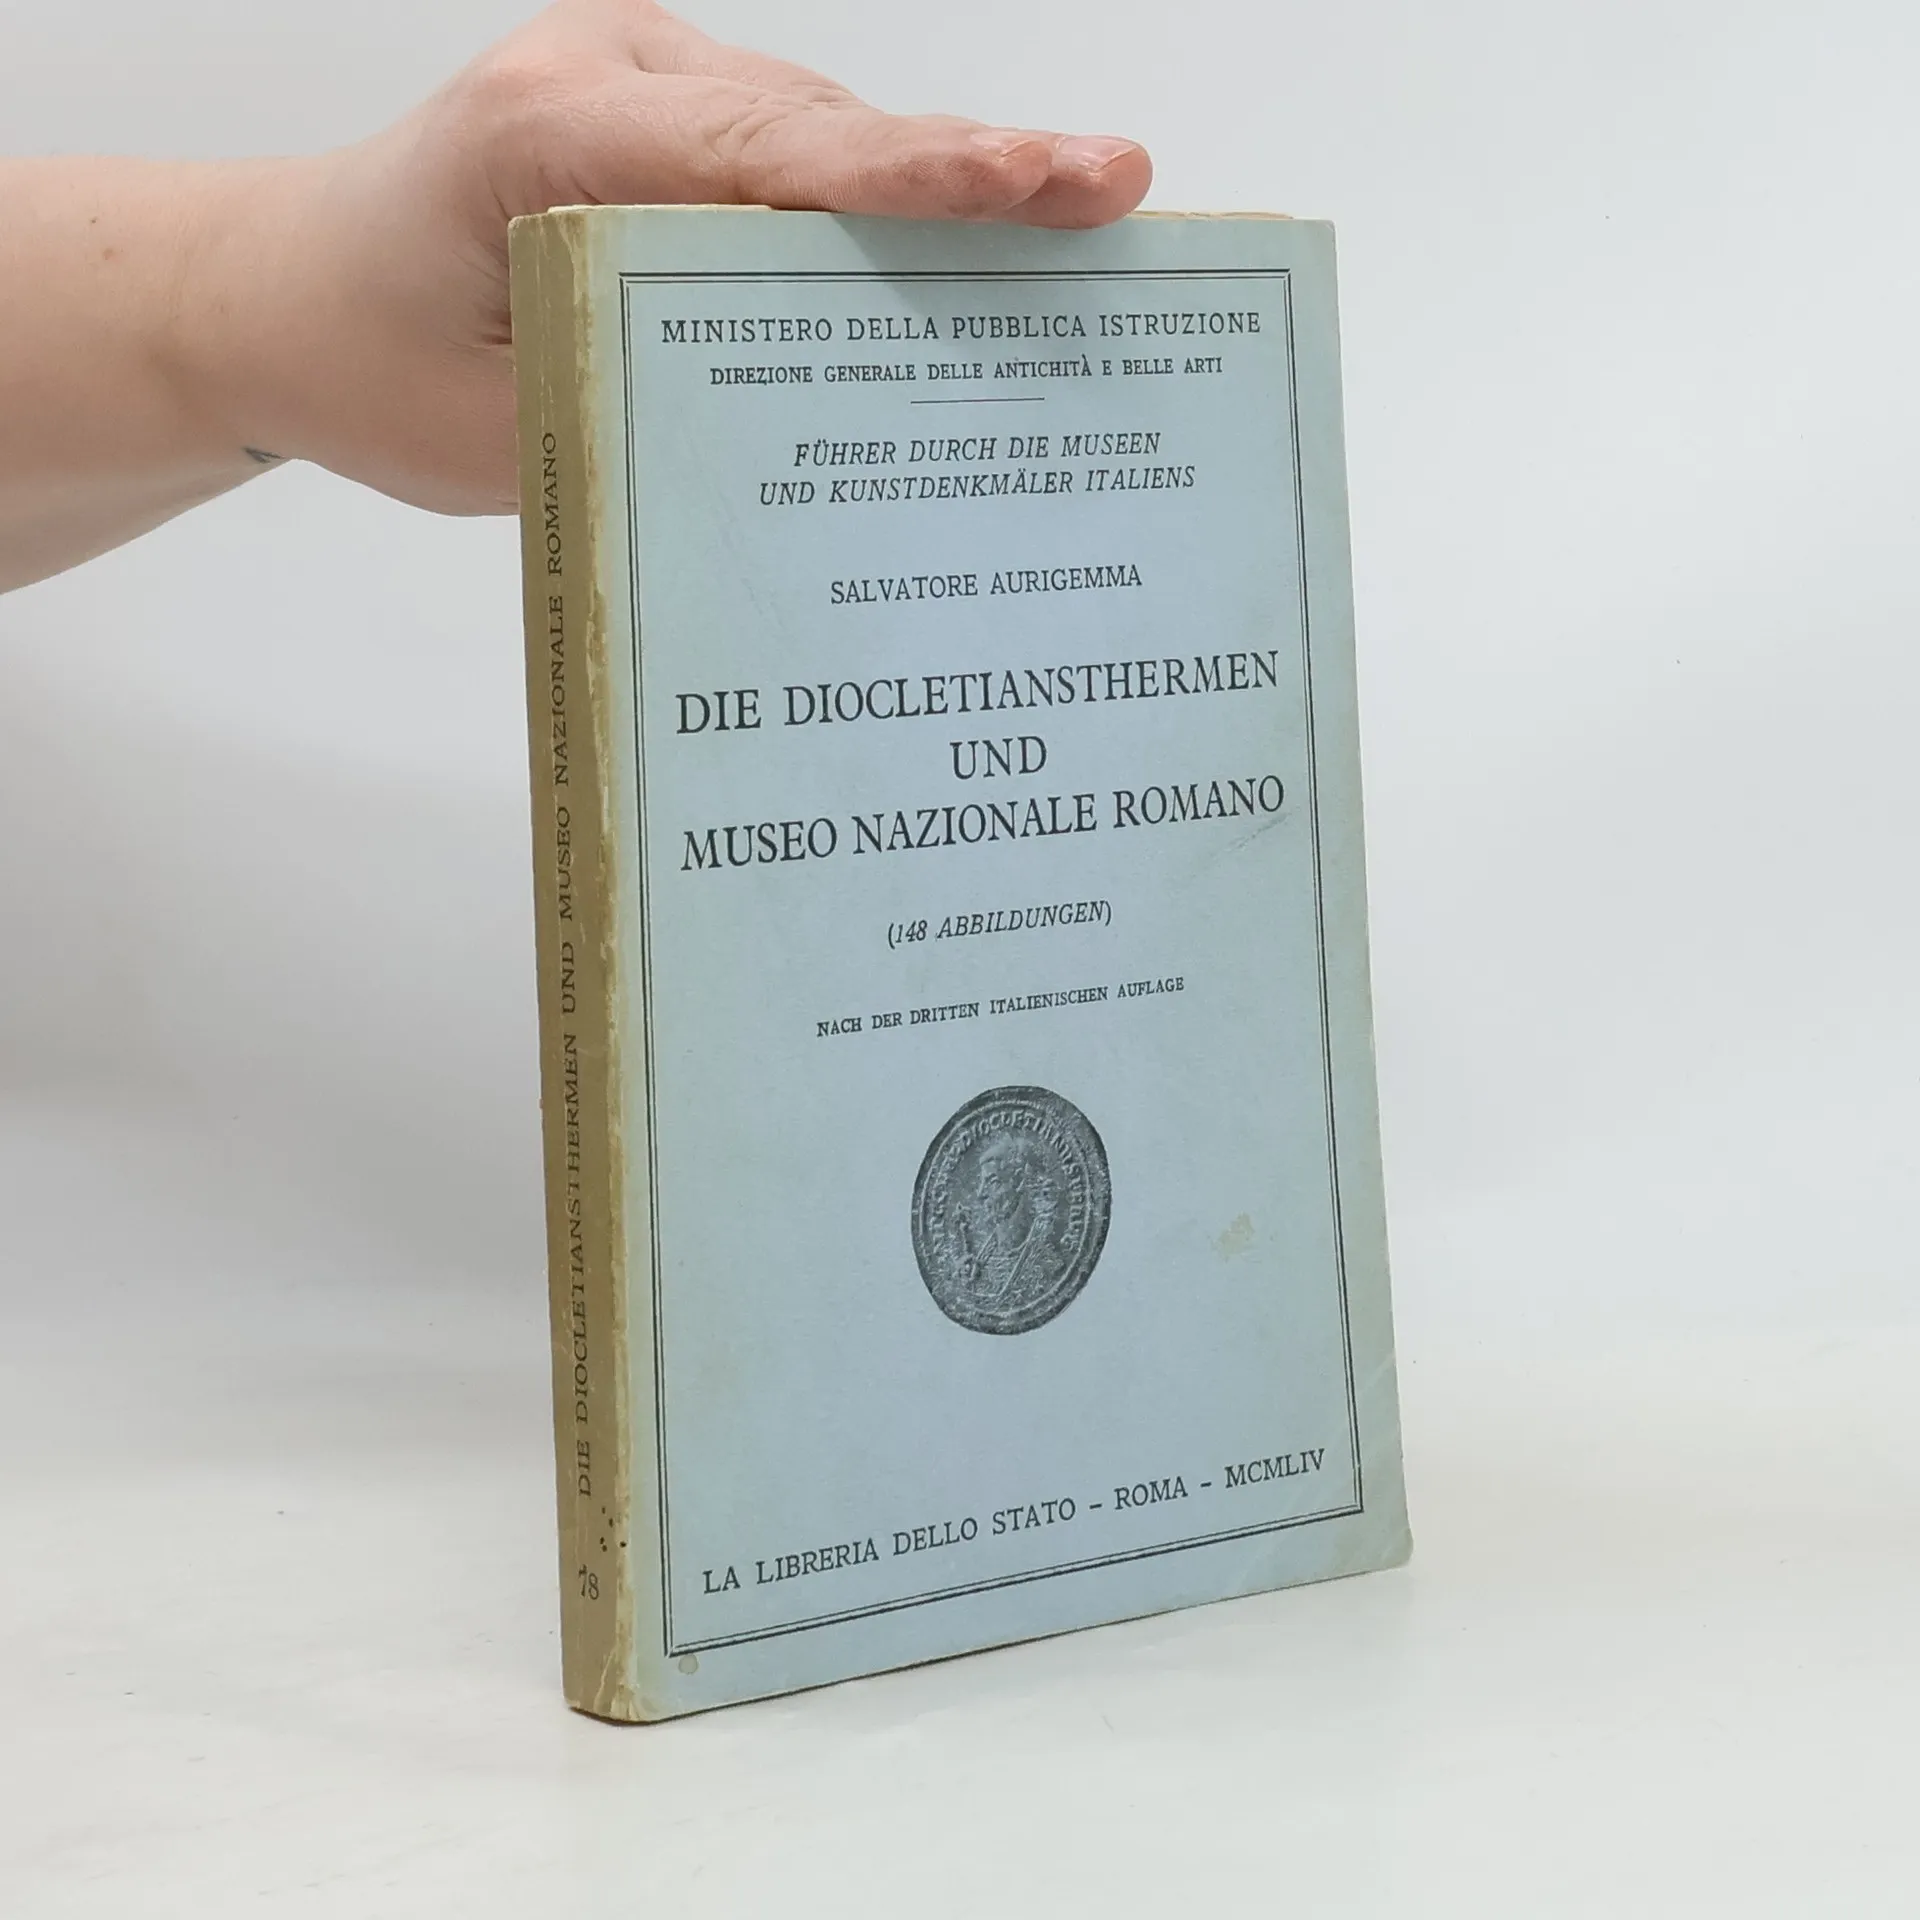 MINISTERO DELLA PUBBLICA ISTRUZIONE
DIREZIONE GENERALE DELLE ANTICHITÀ E BELLE ARTI
FÜHRER DURCH DIE MUSEEN
UND KUNSTDENKMÄLER ITALIENS
SALVATORE AURIGEMMA
DIE DIOCLETIANSTHERMEN
UND
MUSEO NAZIONALE ROMANO
(148 ABBILDUNGEN)
NACH DER DRITTEN ITALIENISCHEN AUFLAGE
LA LIBRERIA DELLO STATO - ROMA - MCMLIV
DIE DIOCLETIANSTHERMEN UND MUSEO NAZIONALE ROMANO
78